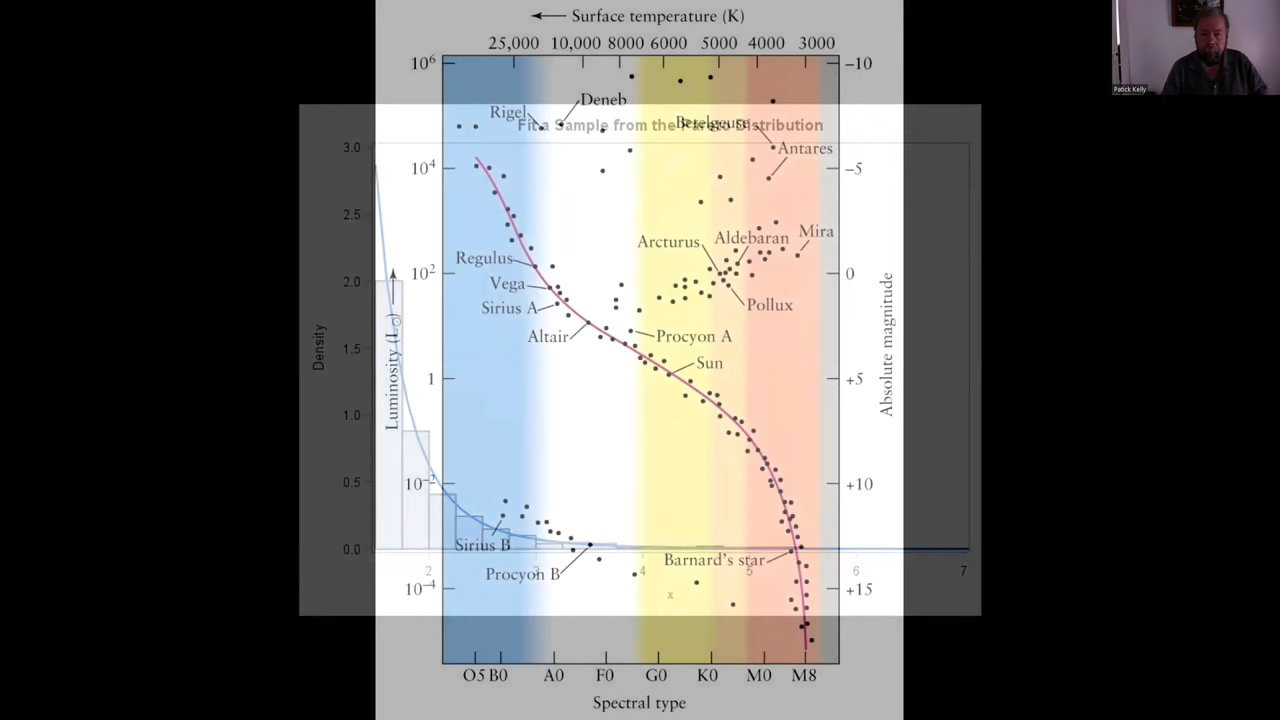 ← Surface temperature (K)
25,000 10,000 8000 6000 5000 4000 3000
10⁶ −10
Deneb
Rigel
Betelgeuse
Fit a Sample from the Pareto Distribution
3.0
Antares
10⁴ −5
2.5
Arcturus Aldebaran Mira
Regulus
10² 0
2.0
Vega
Sirius A
Pollux
Altair
Procyon A
1.5
Sun
1 +5
Density
Luminosity (L☉) →
Absolute magnitude
1.0
0.5
10⁻² +10
Sirius B
0.0
Barnard's star
Procyon B
2 3 4 5 6 7
10⁻⁴ +15
x
O5 B0 A0 F0 G0 K0 M0 M8
Spectral type
Patick Kelly